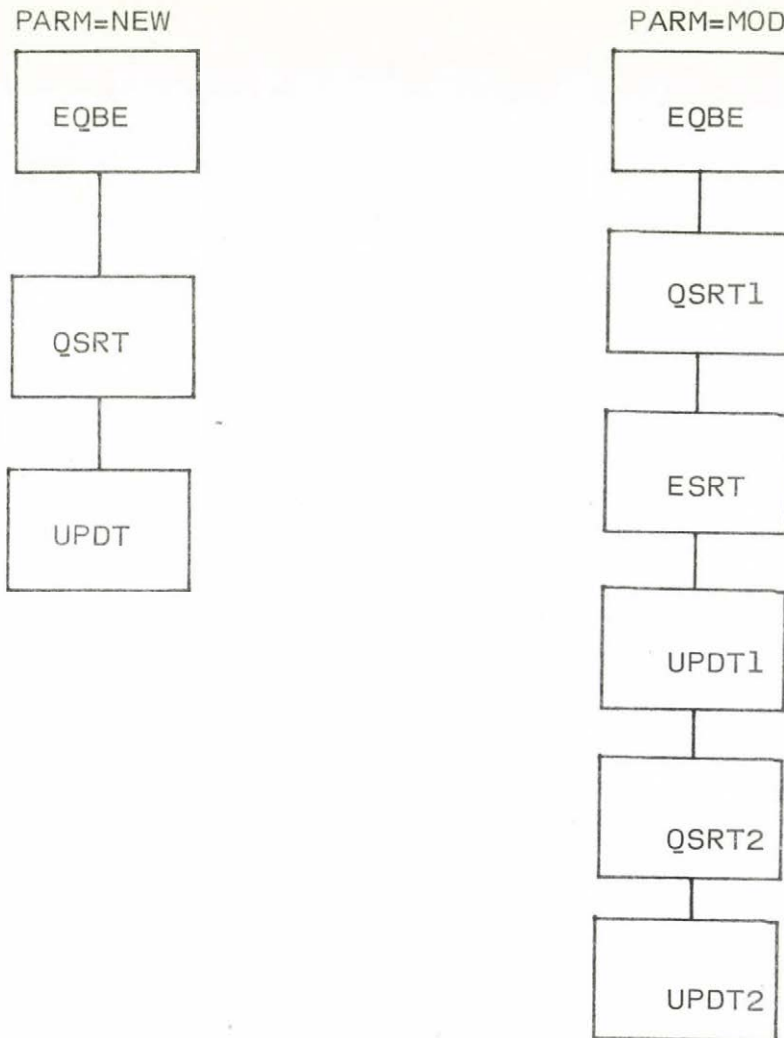 PARM=NEW
EQBE
QSRT
UPDT
PARM=MOD
EQBE
QSRT1
ESRT
UPDT1
QSRT2
UPDT2